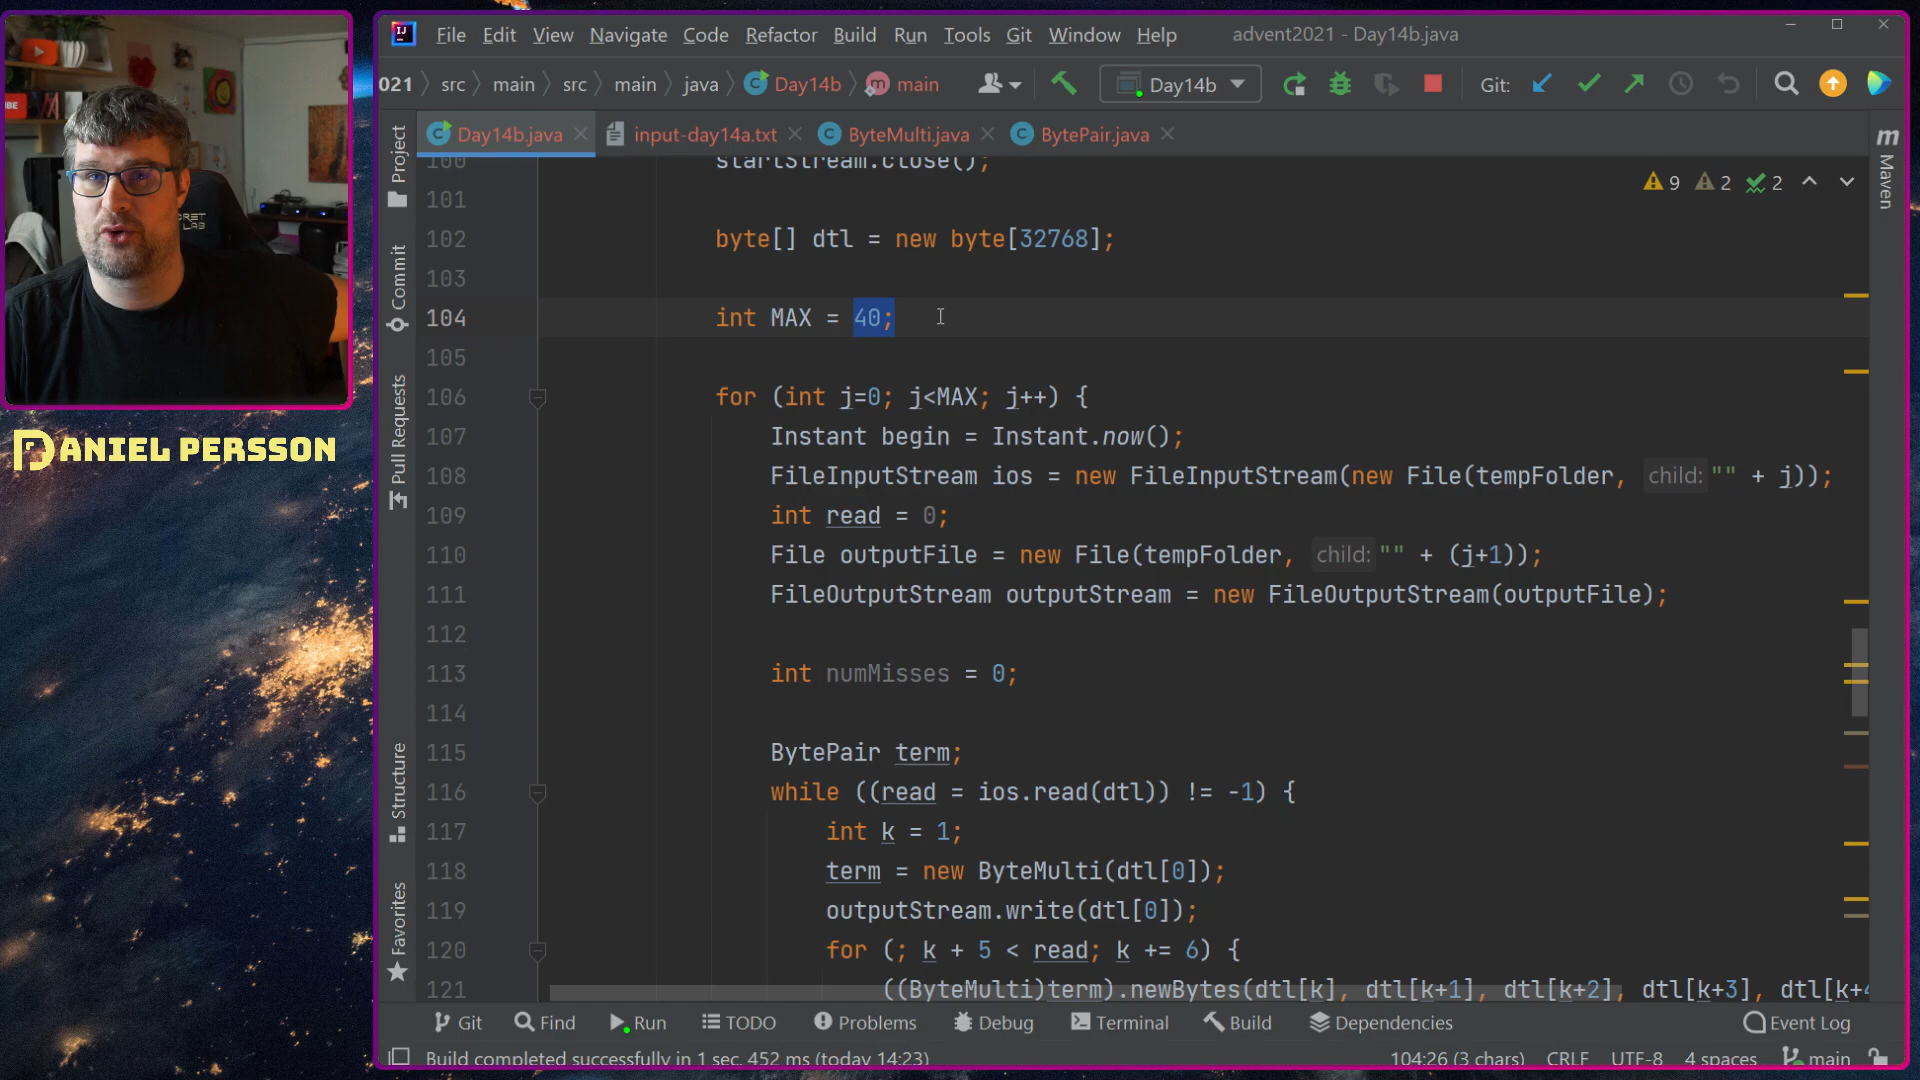 File Edit View Navigate Code Refactor Build Run Tools Git Window Help advent2021 - Day14b.java
021 src main src main java Day14b main Day14b Git:
Day14b.java input-day14a.txt ByteMulti.java BytePair.java
100 startStream.close();
9 2 2
101
102 byte[] dtl = new byte[32768];
103
104 int MAX = 40;
105
106 for (int j=0; j<MAX; j++) {
107 Instant begin = Instant.now();
108 FileInputStream ios = new FileInputStream(new File(tempFolder, child: "" + j));
109 int read = 0;
110 File outputFile = new File(tempFolder, child: "" + (j+1));
111 FileOutputStream outputStream = new FileOutputStream(outputFile);
112
113 int numMisses = 0;
114
115 BytePair term;
116 while ((read = ios.read(dtl)) != -1) {
117 int k = 1;
118 term = new ByteMulti(dtl[0]);
119 outputStream.write(dtl[0]);
120 for (; k + 5 < read; k += 6) {
121 ((ByteMulti)term).newBytes(dtl[k], dtl[k+1], dtl[k+2], dtl[k+3], dtl[k+4
Project
Commit
Pull Requests
Structure
Favorites
m Maven
Git Find Run TODO Problems Debug Terminal Build Dependencies Event Log
Build completed successfully in 1 sec, 452 ms (today 14:23) 104:26 (3 chars) CRLF UTF-8 4 spaces main
DANIEL PERSSON